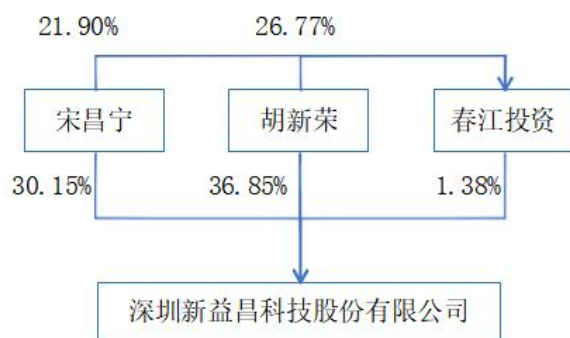 21.90% 26.77%
宋昌宁 胡新荣 春江投资
30.15% 36.85% 1.38%
深圳新益昌科技股份有限公司